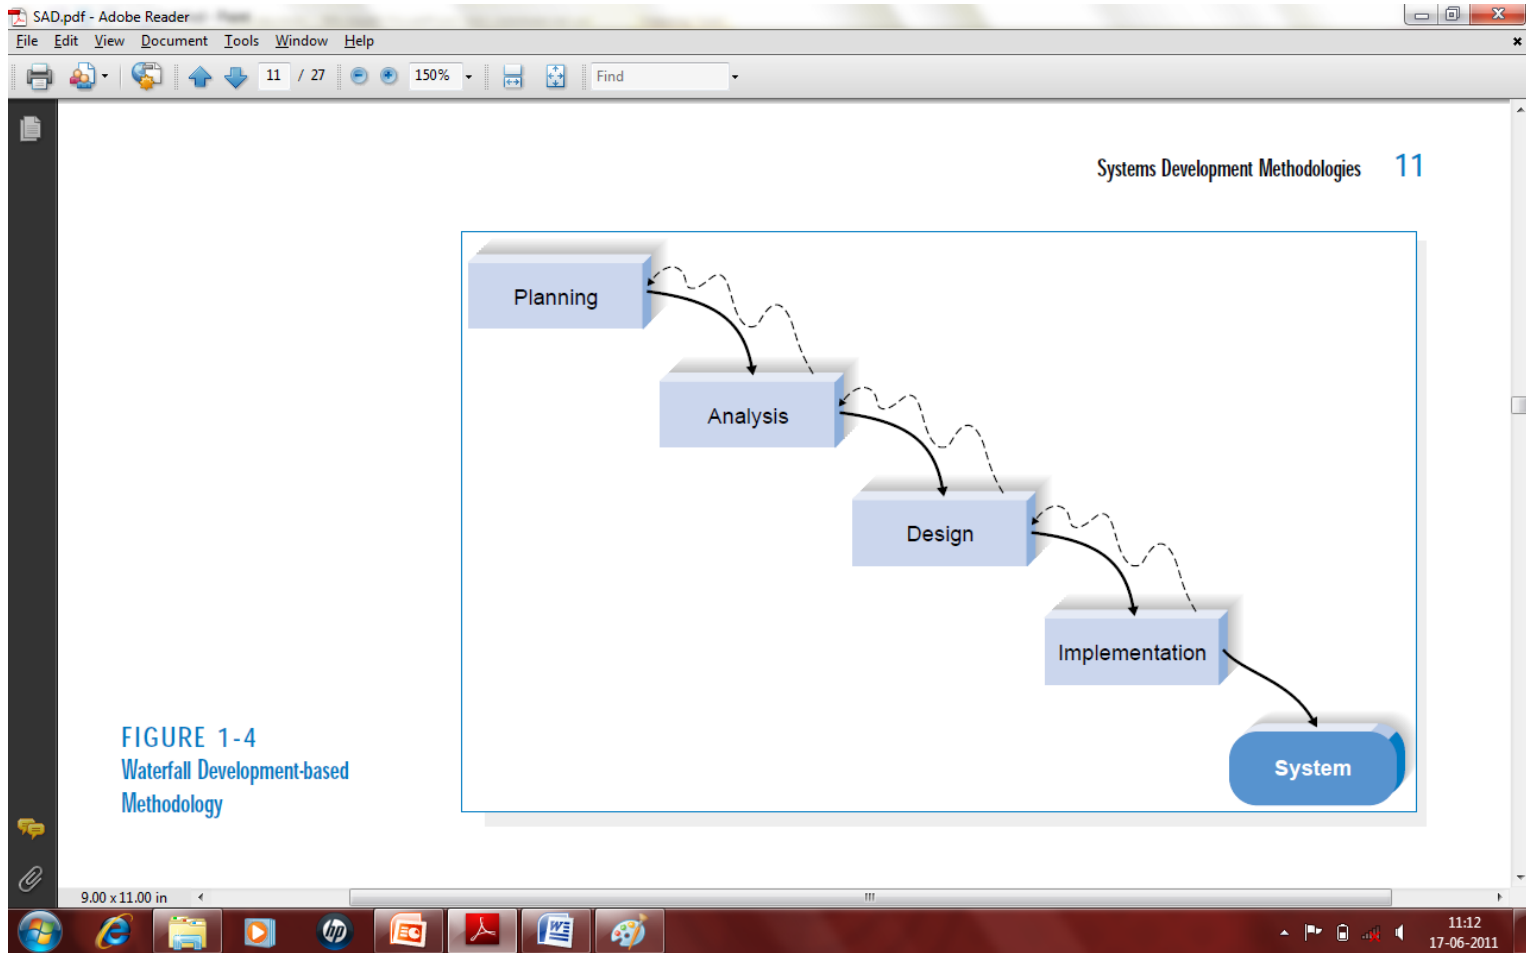 SAD.pdf - Adobe Reader
File Edit View Document Tools Window Help
11 / 27 150% Find
Systems Development Methodologies 11
Planning
Analysis
Design
Implementation
System
FIGURE 1-4
Waterfall Development-based
Methodology
9.00 x 11.00 in
hp
11:12
17-06-2011